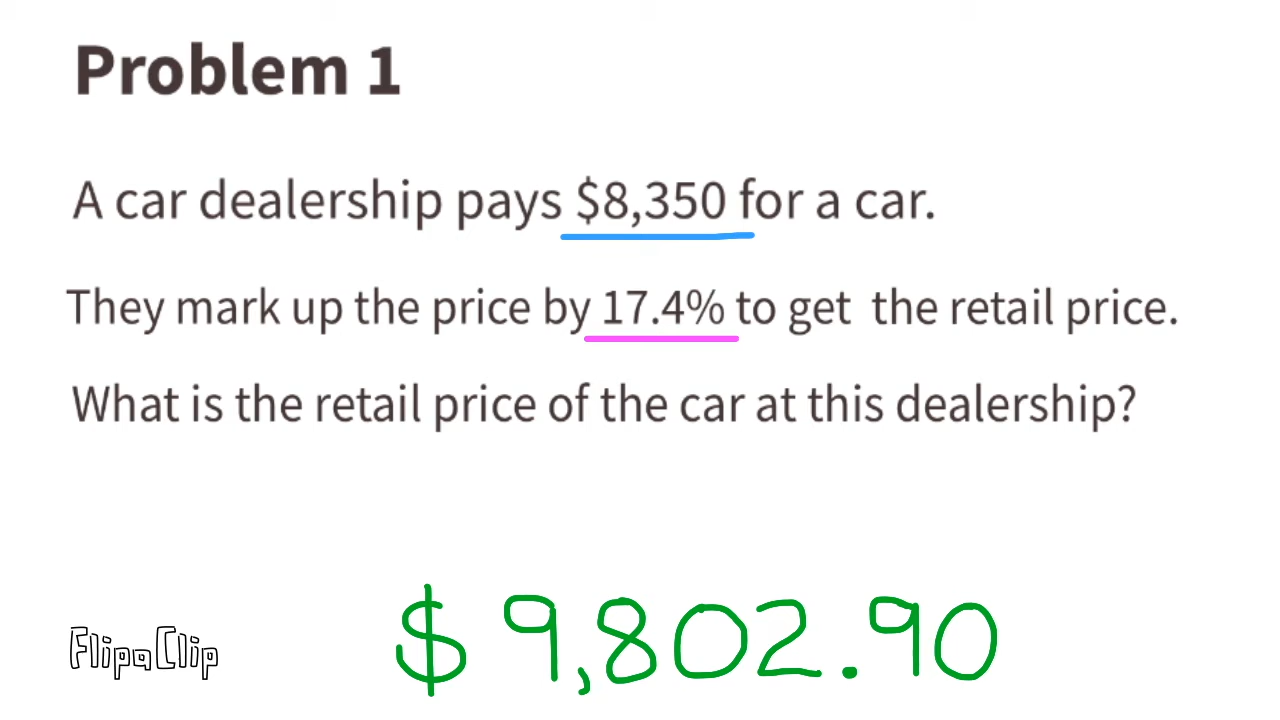 Problem 1
A car dealership pays $8,350 for a car.
They mark up the price by 17.4% to get the retail price.
What is the retail price of the car at this dealership?
$9,802.90
FlipaClip